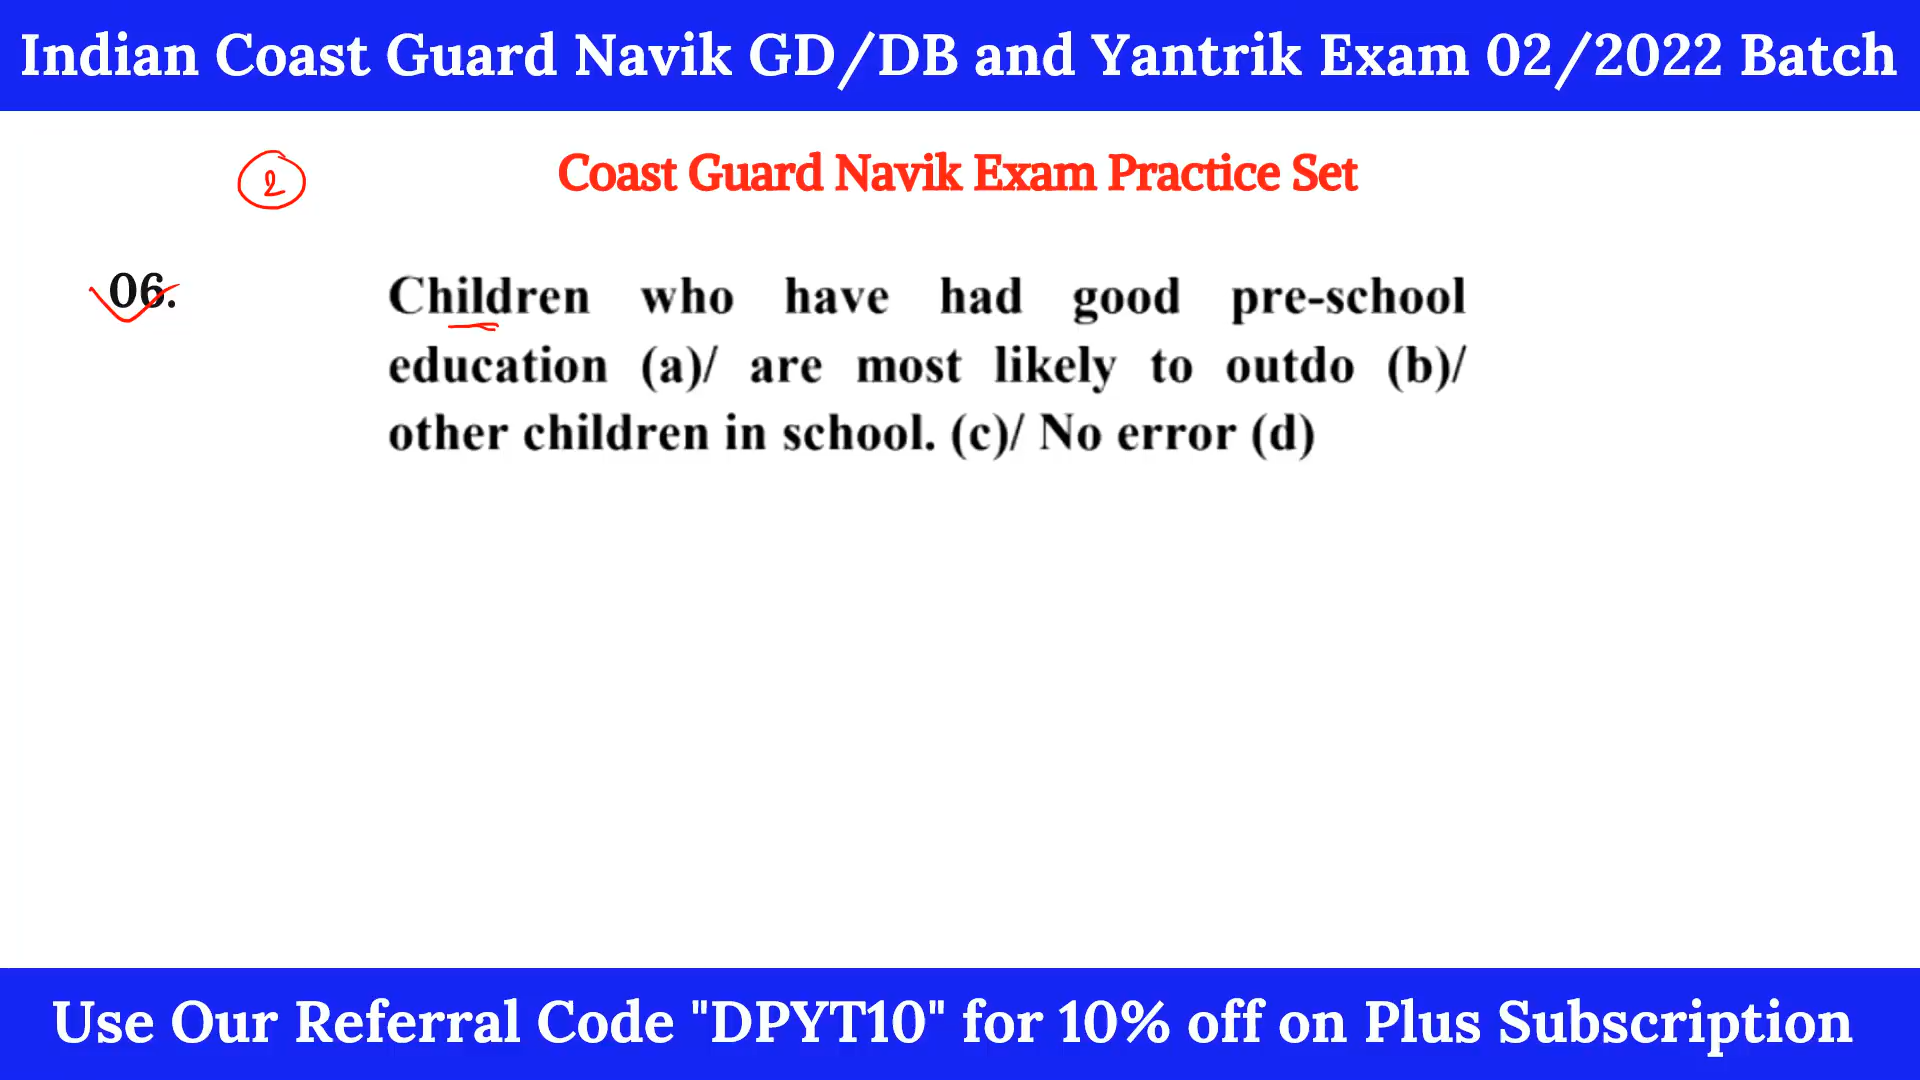 Indian Coast Guard Navik GD/DB and Yantrik Exam 02/2022 Batch
2
Coast Guard Navik Exam Practice Set
06.
Children who have had good pre-school
education (a)/ are most likely to outdo (b)/
other children in school. (c)/ No error (d)
Use Our Referral Code "DPYT10" for 10% off on Plus Subscription